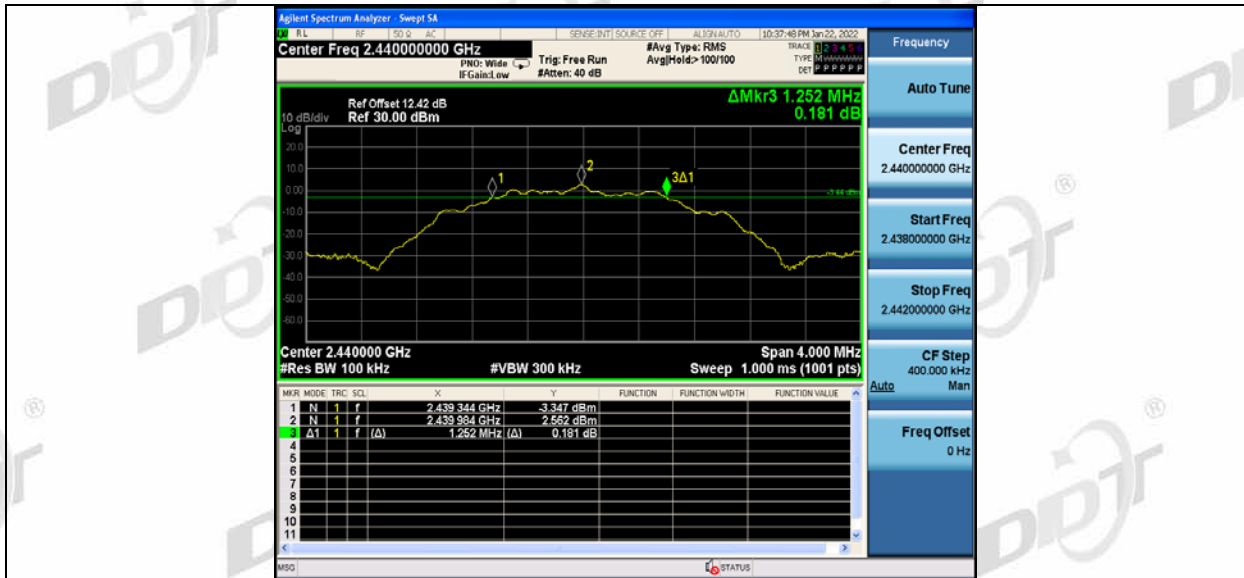 Agilent Spectrum Analyzer - Swept SA
RL RF 50 Ω AC SENSE:INT SOURCE OFF ALIGNAUTO 10:37:48 PM Jan 22, 2022
Center Freq 2.440000000 GHz
#Avg Type: RMS
TRACE 1 2 3 4 5 6
PNO: Wide
Trig: Free Run
Avg|Hold:> 100/100
TYPE M
IFGain:Low
#Atten: 40 dB
DET P P P P P P
Frequency
Auto Tune
Center Freq
2.440000000 GHz
Start Freq
2.438000000 GHz
Stop Freq
2.442000000 GHz
CF Step
400.000 kHz
Auto Man
Freq Offset
0 Hz
ΔMkr3 1.252 MHz
0.181 dB
Ref Offset 12.42 dB
10 dB/div Ref 30.00 dBm
Log
20.0
10.0
0.00
-10.0
-20.0
-30.0
-40.0
-50.0
-60.0
1
2
3Δ1
-3.44 dBm
Center 2.440000 GHz Span 4.000 MHz
#Res BW 100 kHz #VBW 300 kHz Sweep 1.000 ms (1001 pts)
MKR MODE TRC SCL X Y FUNCTION FUNCTION WIDTH FUNCTION VALUE
1 N 1 f 2.439 344 GHz -3.347 dBm
2 N 1 f 2.439 984 GHz 2.562 dBm
3 Δ1 1 f (Δ) 1.252 MHz (Δ) 0.181 dB
4
5
6
7
8
9
10
11
MSG STATUS